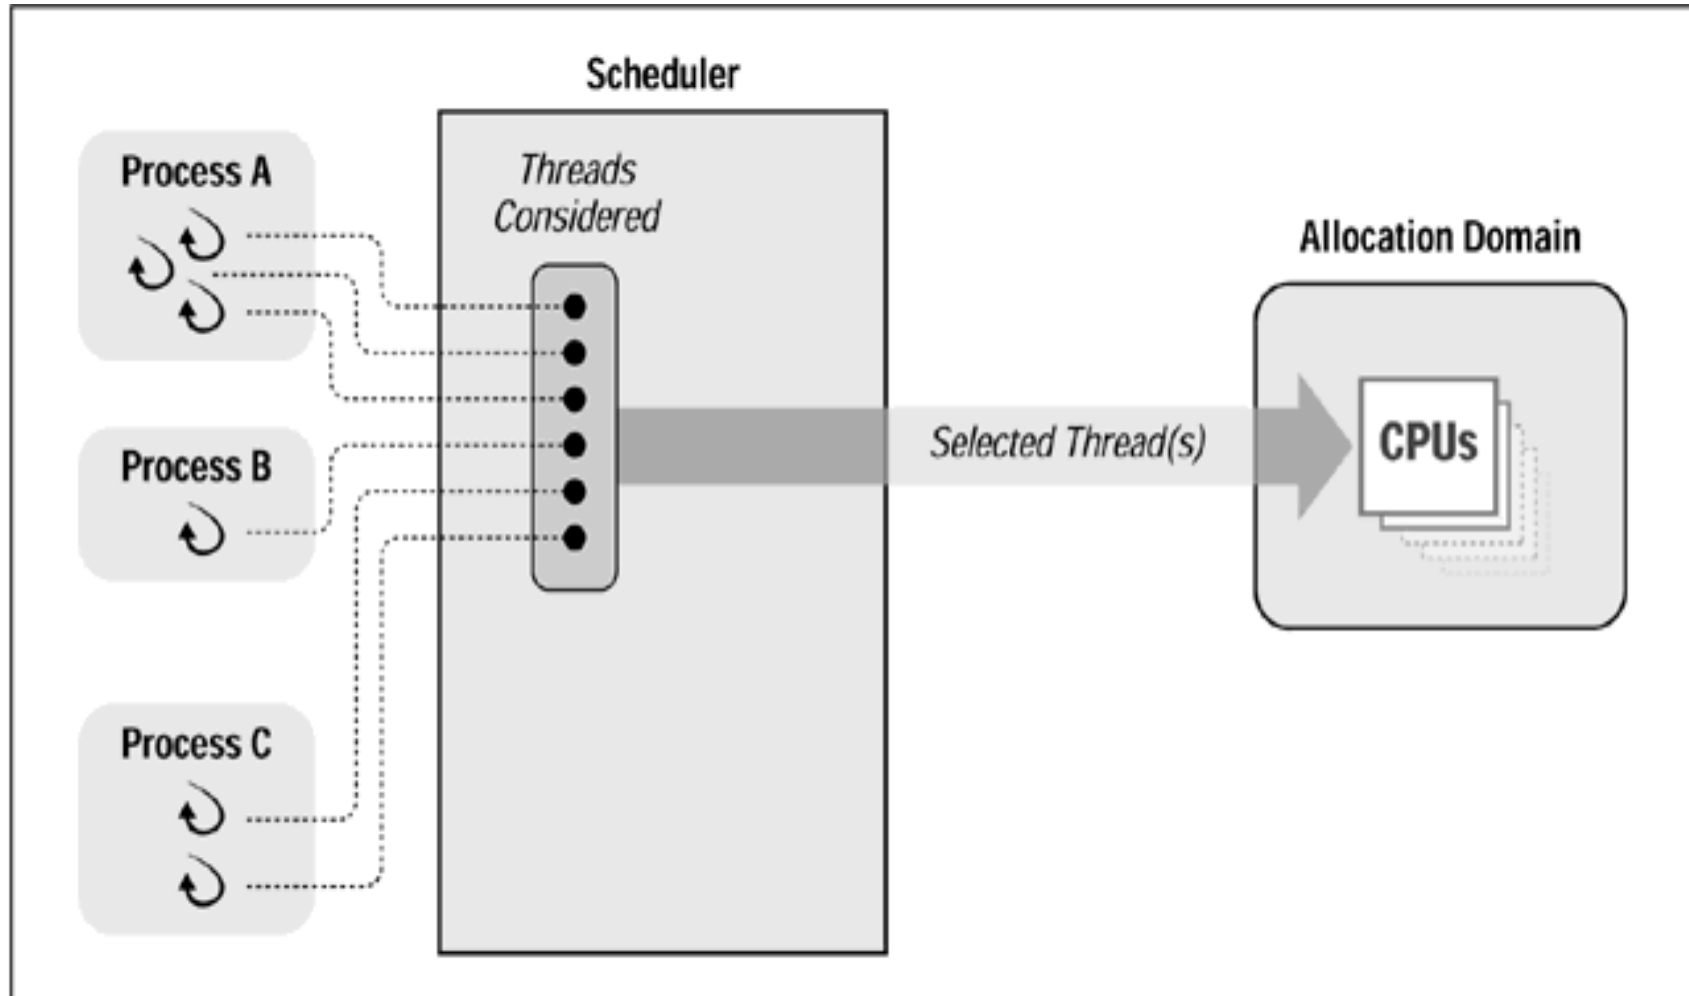 Scheduler
Process A
Threads
Considered
Allocation Domain
Process B
Selected Thread(s)
CPUs
Process C